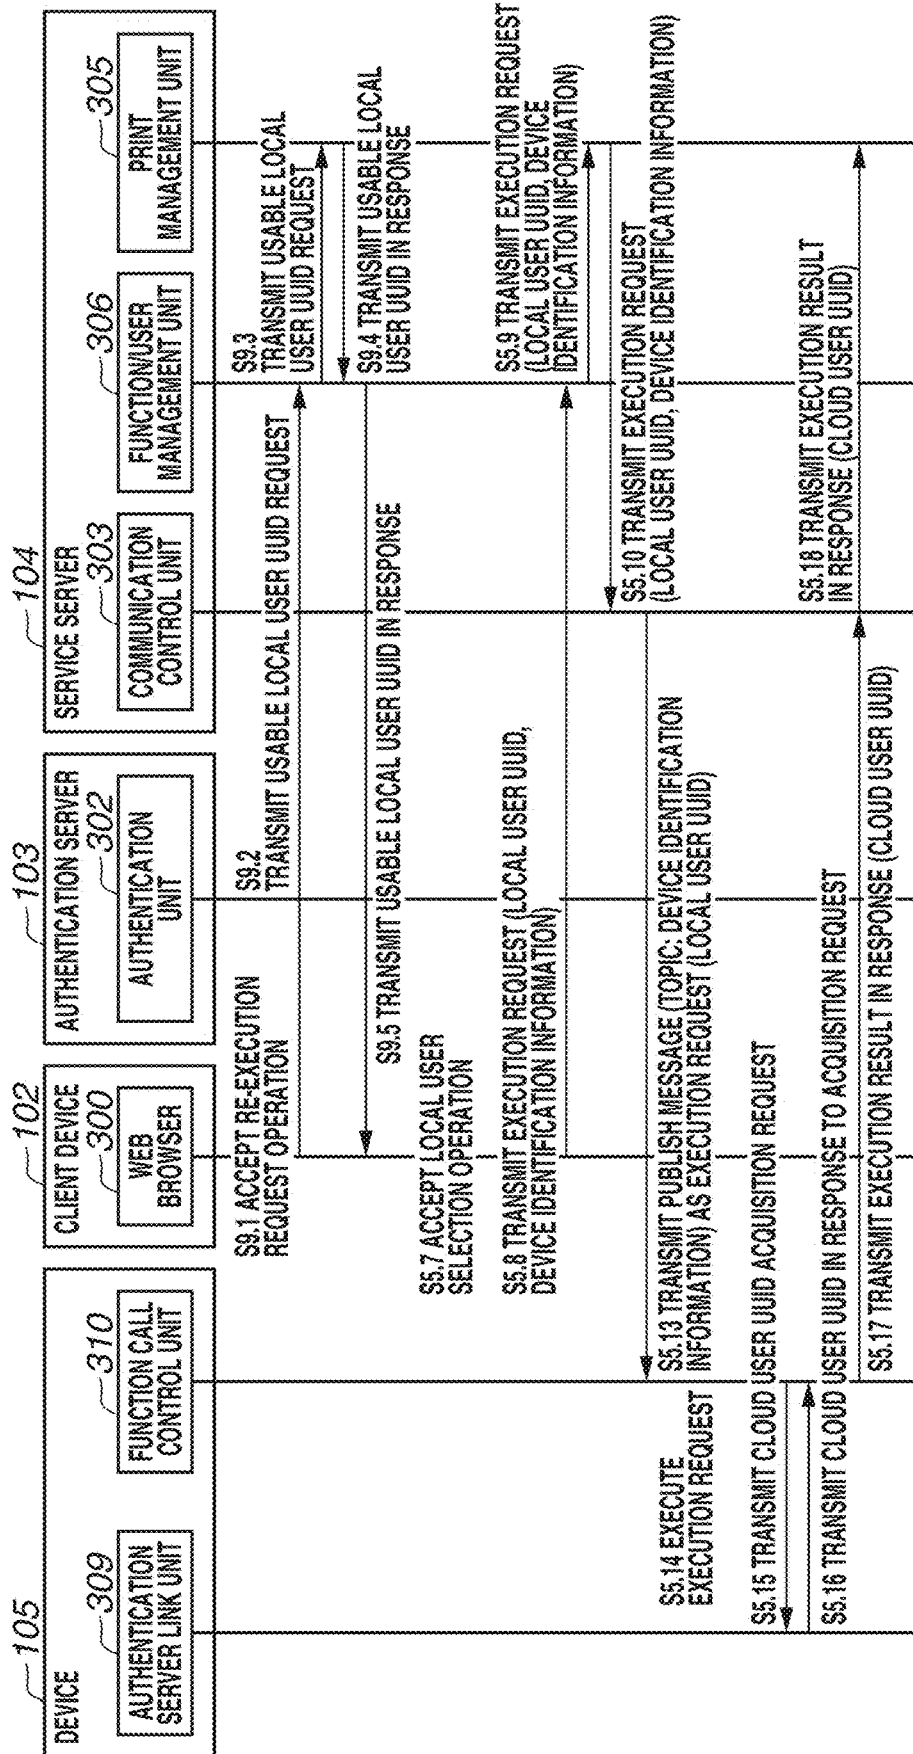 105
DEVICE
309
AUTHENTICATION
SERVER LINK UNIT
310
FUNCTION CALL
CONTROL UNIT
102
CLIENT DEVICE
300
WEB
BROWSER
103
AUTHENTICATION SERVER
302
AUTHENTICATION
UNIT
104
SERVICE SERVER
303
COMMUNICATION
CONTROL UNIT
306
FUNCTION/USER
MANAGEMENT UNIT
305
PRINT
MANAGEMENT UNIT
S9.1 ACCEPT RE-EXECUTION
REQUEST OPERATION
S9.2
TRANSMIT USABLE LOCAL USER UUID REQUEST
S9.3
TRANSMIT USABLE LOCAL
USER UUID REQUEST
S9.4 TRANSMIT USABLE LOCAL
USER UUID IN RESPONSE
S9.5 TRANSMIT USABLE LOCAL USER UUID IN RESPONSE
S5.7 ACCEPT LOCAL USER
SELECTION OPERATION
S5.8 TRANSMIT EXECUTION REQUEST (LOCAL USER UUID,
DEVICE IDENTIFICATION INFORMATION)
S5.9 TRANSMIT EXECUTION REQUEST
(LOCAL USER UUID, DEVICE
IDENTIFICATION INFORMATION)
S5.10 TRANSMIT EXECUTION REQUEST
(LOCAL USER UUID, DEVICE IDENTIFICATION INFORMATION)
S5.13 TRANSMIT PUBLISH MESSAGE (TOPIC: DEVICE IDENTIFICATION
INFORMATION) AS EXECUTION REQUEST (LOCAL USER UUID)
S5.14 EXECUTE
EXECUTION REQUEST
S5.15 TRANSMIT CLOUD USER UUID ACQUISITION REQUEST
S5.16 TRANSMIT CLOUD USER UUID IN RESPONSE TO ACQUISITION REQUEST
S5.17 TRANSMIT EXECUTION RESULT IN RESPONSE (CLOUD USER UUID)
S5.18 TRANSMIT EXECUTION RESULT
IN RESPONSE (CLOUD USER UUID)